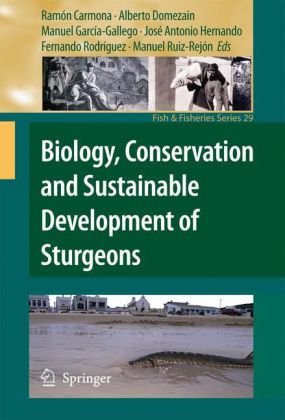 Ramón Carmona · Alberto Domezain
Manuel García-Gallego · José Antonio Hernando
Fernando Rodríguez · Manuel Ruiz-Rejón Eds
Fish & Fisheries Series 29
Biology, Conservation
and Sustainable
Development of
Sturgeons
Springer